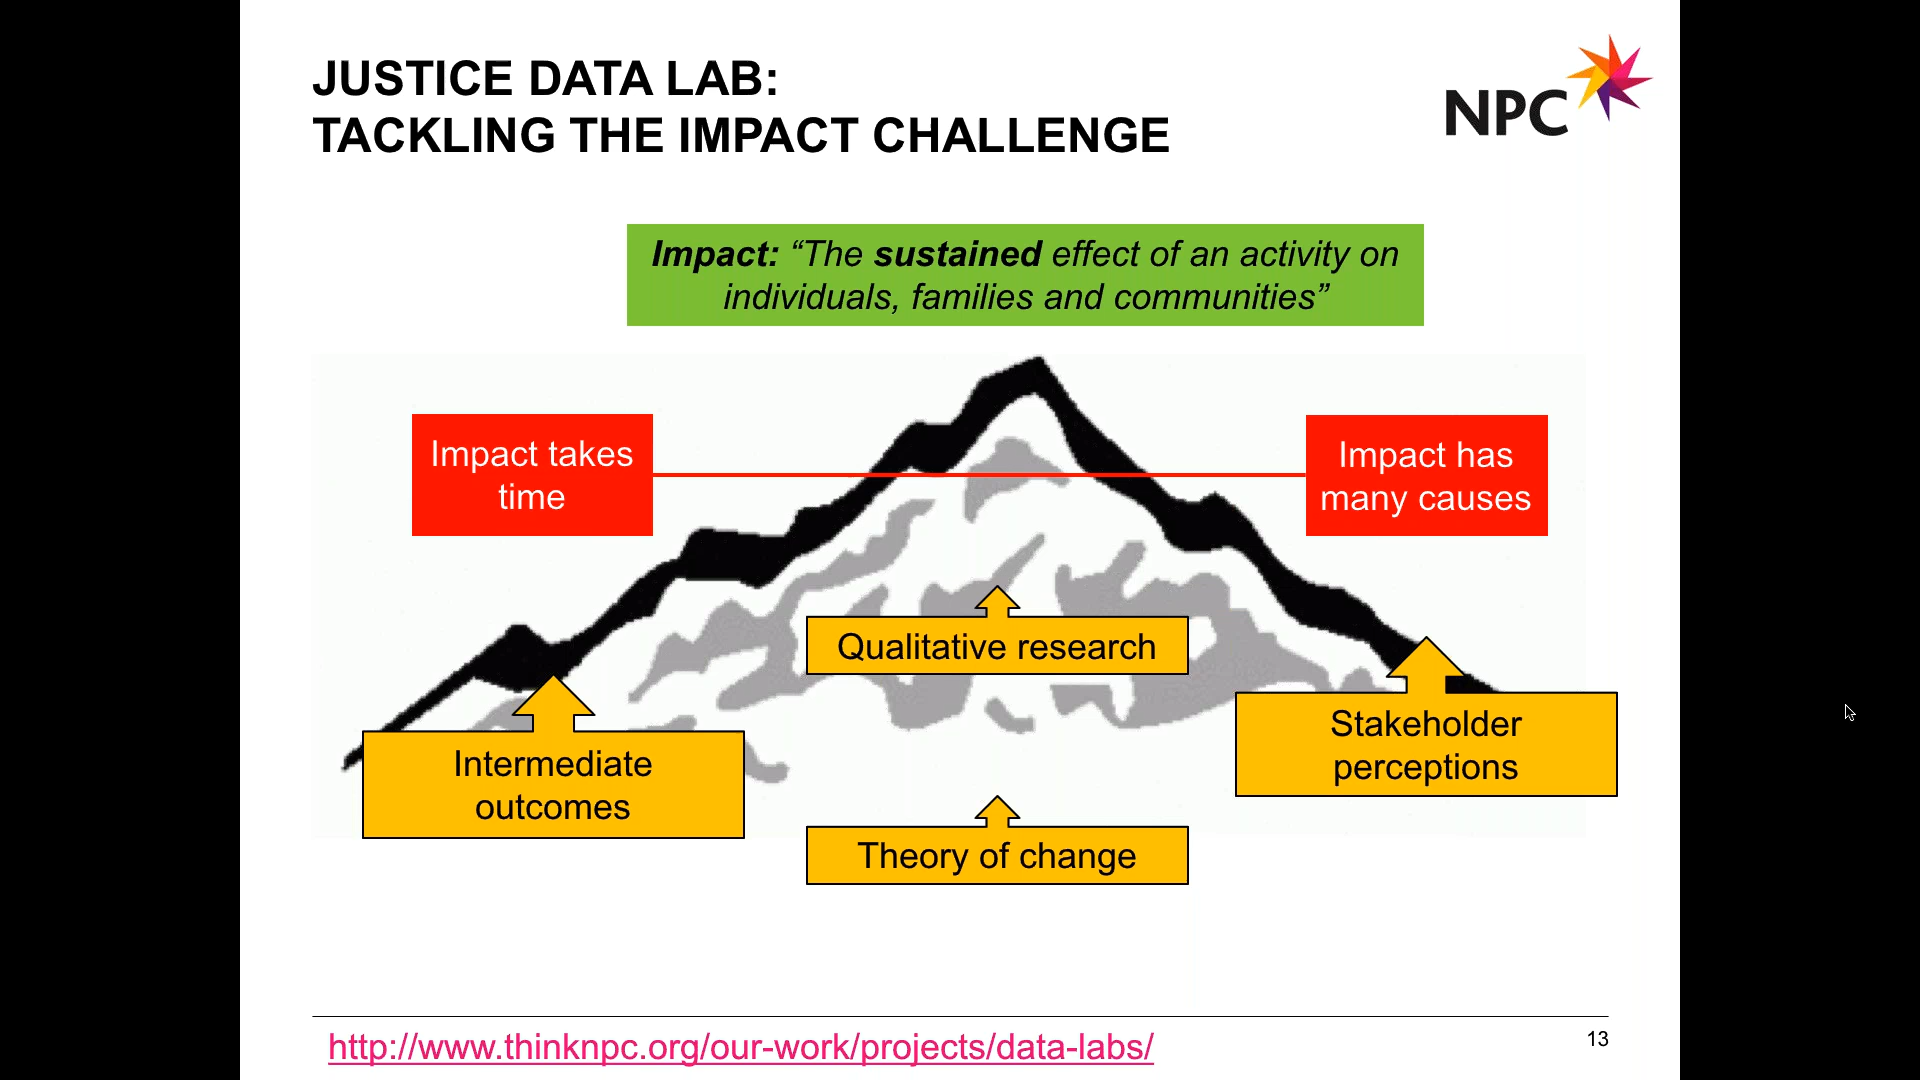 JUSTICE DATA LAB:
TACKLING THE IMPACT CHALLENGE
NPC
Impact: “The sustained effect of an activity on
individuals, families and communities”
Impact takes
time
Impact has
many causes
Qualitative research
Stakeholder
perceptions
Intermediate
outcomes
Theory of change
http://www.thinknpc.org/our-work/projects/data-labs/
13